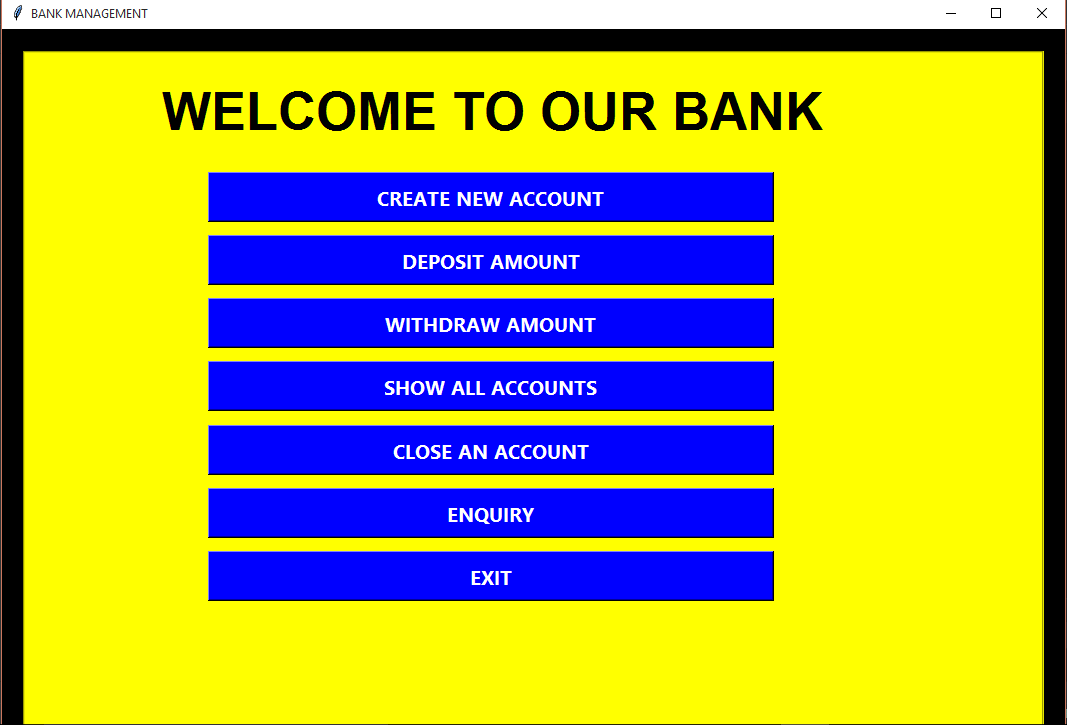 BANK MANAGEMENT
WELCOME TO OUR BANK
CREATE NEW ACCOUNT
DEPOSIT AMOUNT
WITHDRAW AMOUNT
SHOW ALL ACCOUNTS
CLOSE AN ACCOUNT
ENQUIRY
EXIT